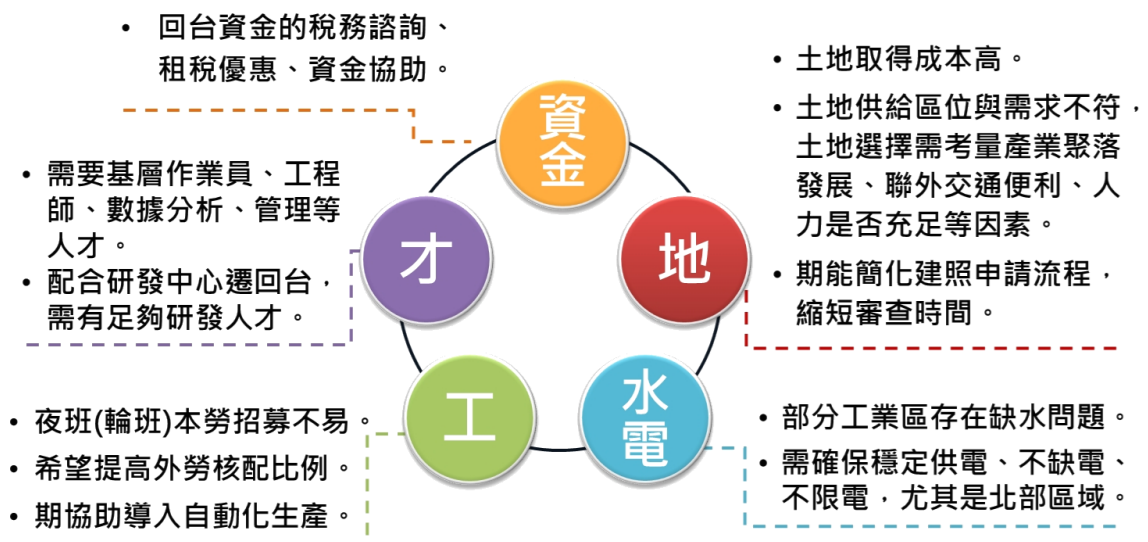 • 回台資金的稅務諮詢、
租稅優惠、資金協助。
資
金
• 土地取得成本高。
• 土地供給區位與需求不符，
土地選擇需考量產業聚落
發展、聯外交通便利、人
力是否充足等因素。
• 期能簡化建照申請流程，
縮短審查時間。
地
• 需要基層作業員、工程
師、數據分析、管理等
人才。
• 配合研發中心遷回台，
需有足夠研發人才。
才
• 夜班(輪班)本勞招募不易。
• 希望提高外勞核配比例。
• 期協助導入自動化生產。
工
水
電
• 部分工業區存在缺水問題。
• 需確保穩定供電、不缺電、
不限電，尤其是北部區域。